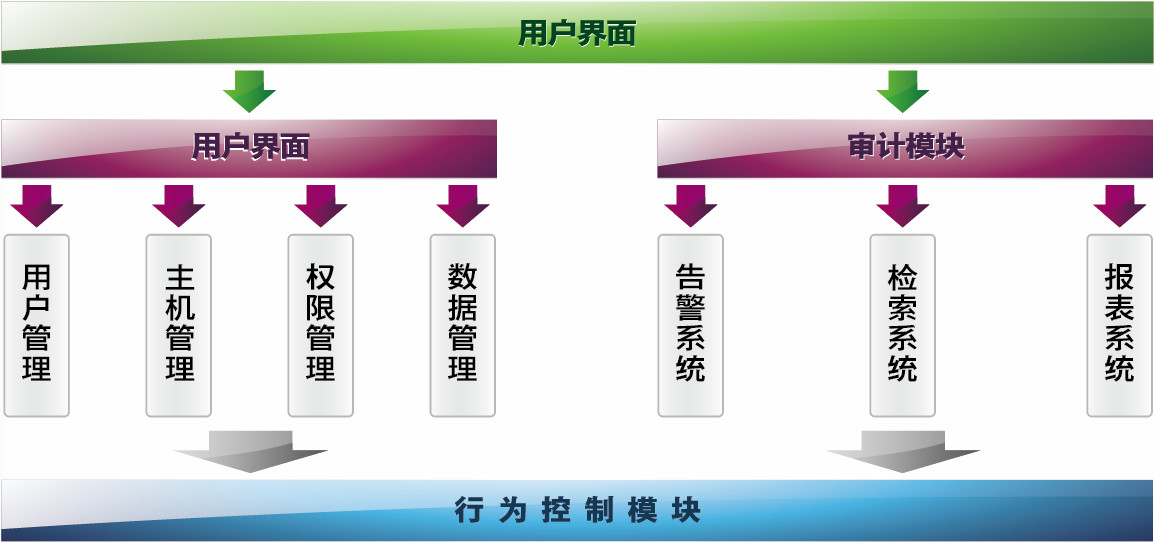 用户界面
用户界面
审计模块
用户管理
主机管理
权限管理
数据管理
告警系统
检索系统
报表系统
行为控制模块